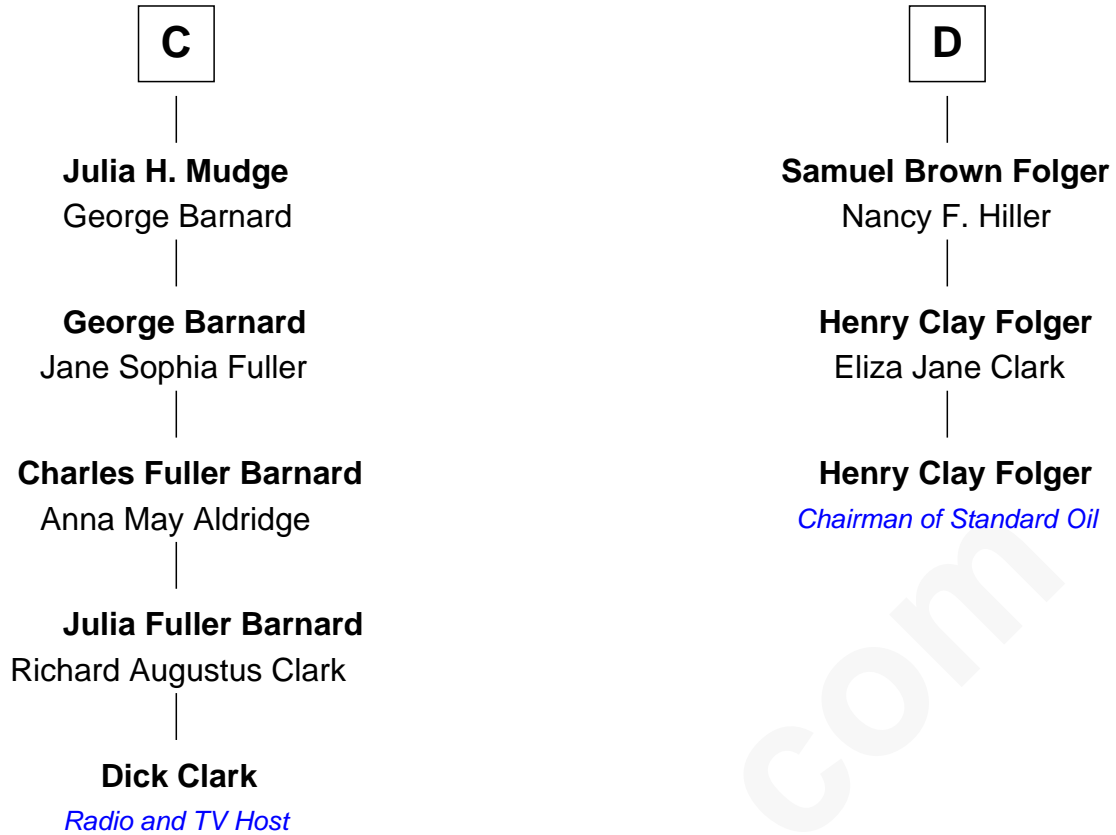 C
Julia H. Mudge
George Barnard
George Barnard
Jane Sophia Fuller
Charles Fuller Barnard
Anna May Aldridge
Julia Fuller Barnard
Richard Augustus Clark
Dick Clark
Radio and TV Host
D
Samuel Brown Folger
Nancy F. Hiller
Henry Clay Folger
Eliza Jane Clark
Henry Clay Folger
Chairman of Standard Oil
com